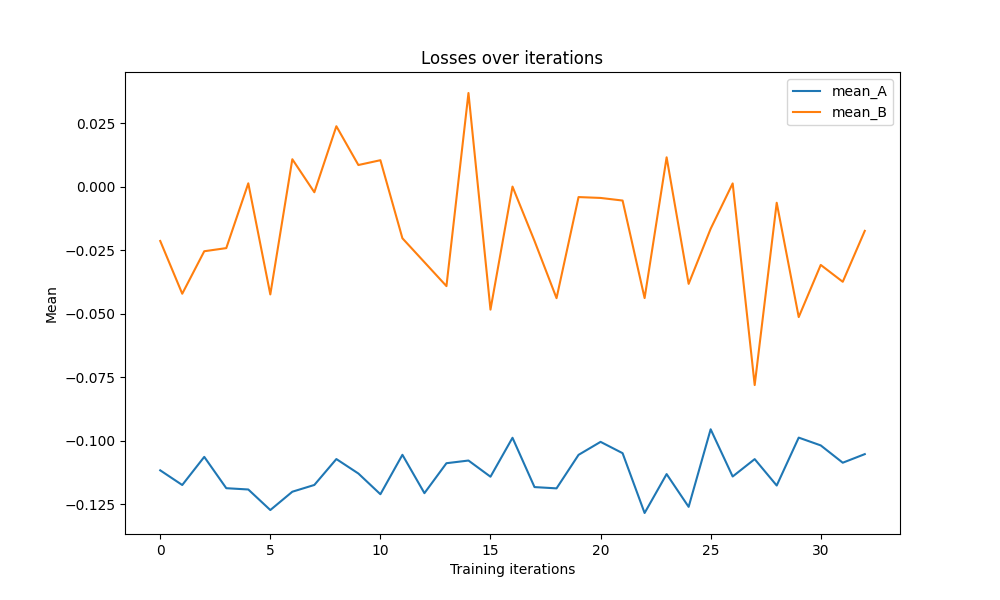 Losses over iterations
mean_A
mean_B
Mean
0.025
0.000
−0.025
−0.050
−0.075
−0.100
−0.125
0 5 10 15 20 25 30
Training iterations